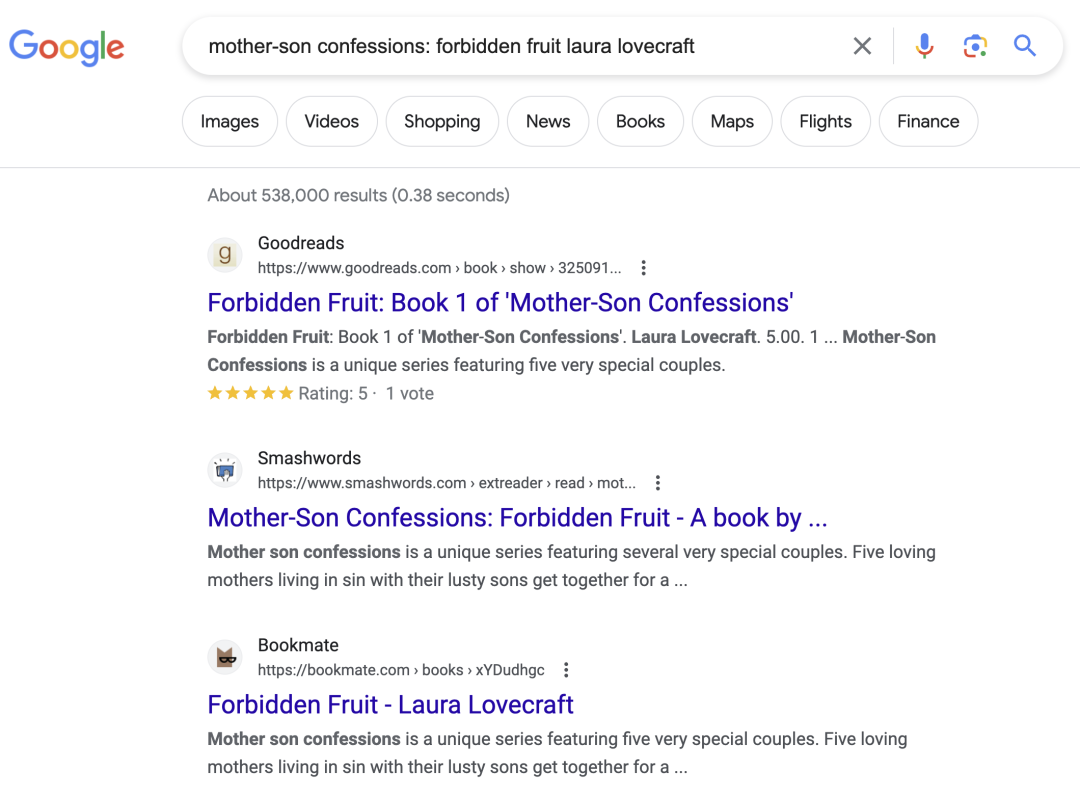 Google
mother-son confessions: forbidden fruit laura lovecraft
Images Videos Shopping News Books Maps Flights Finance
About 538,000 results (0.38 seconds)
g
Goodreads
https://www.goodreads.com › book › show › 325091...
Forbidden Fruit: Book 1 of 'Mother-Son Confessions'
Forbidden Fruit: Book 1 of 'Mother-Son Confessions'. Laura Lovecraft. 5.00. 1 ... Mother-Son
Confessions is a unique series featuring five very special couples.
Rating: 5 · 1 vote
Smashwords
https://www.smashwords.com › extreader › read › mot...
Mother-Son Confessions: Forbidden Fruit - A book by ...
Mother son confessions is a unique series featuring several very special couples. Five loving
mothers living in sin with their lusty sons get together for a ...
Bookmate
https://bookmate.com › books › xYDudhgc
Forbidden Fruit - Laura Lovecraft
Mother son confessions is a unique series featuring five very special couples. Five loving
mothers living in sin with their lusty sons get together for a ...